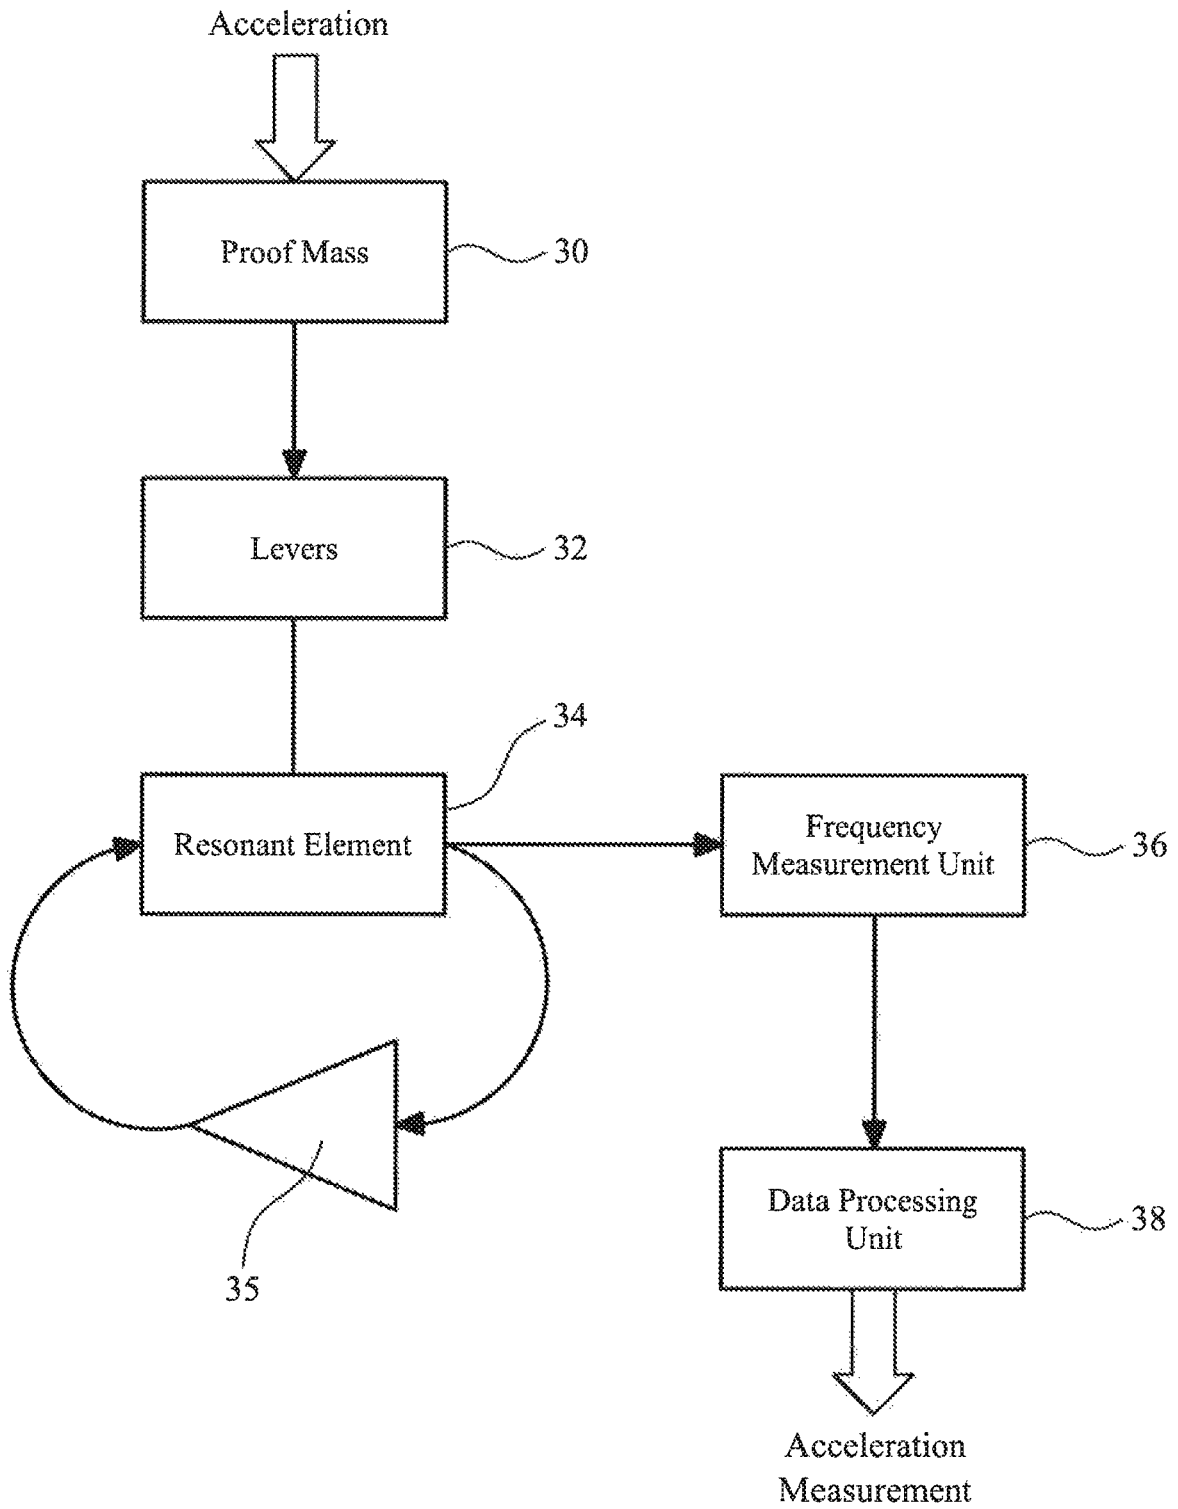 Acceleration
Proof Mass
30
Levers
32
34
Resonant Element
Frequency
Measurement Unit
36
35
Data Processing
Unit
38
Acceleration
Measurement